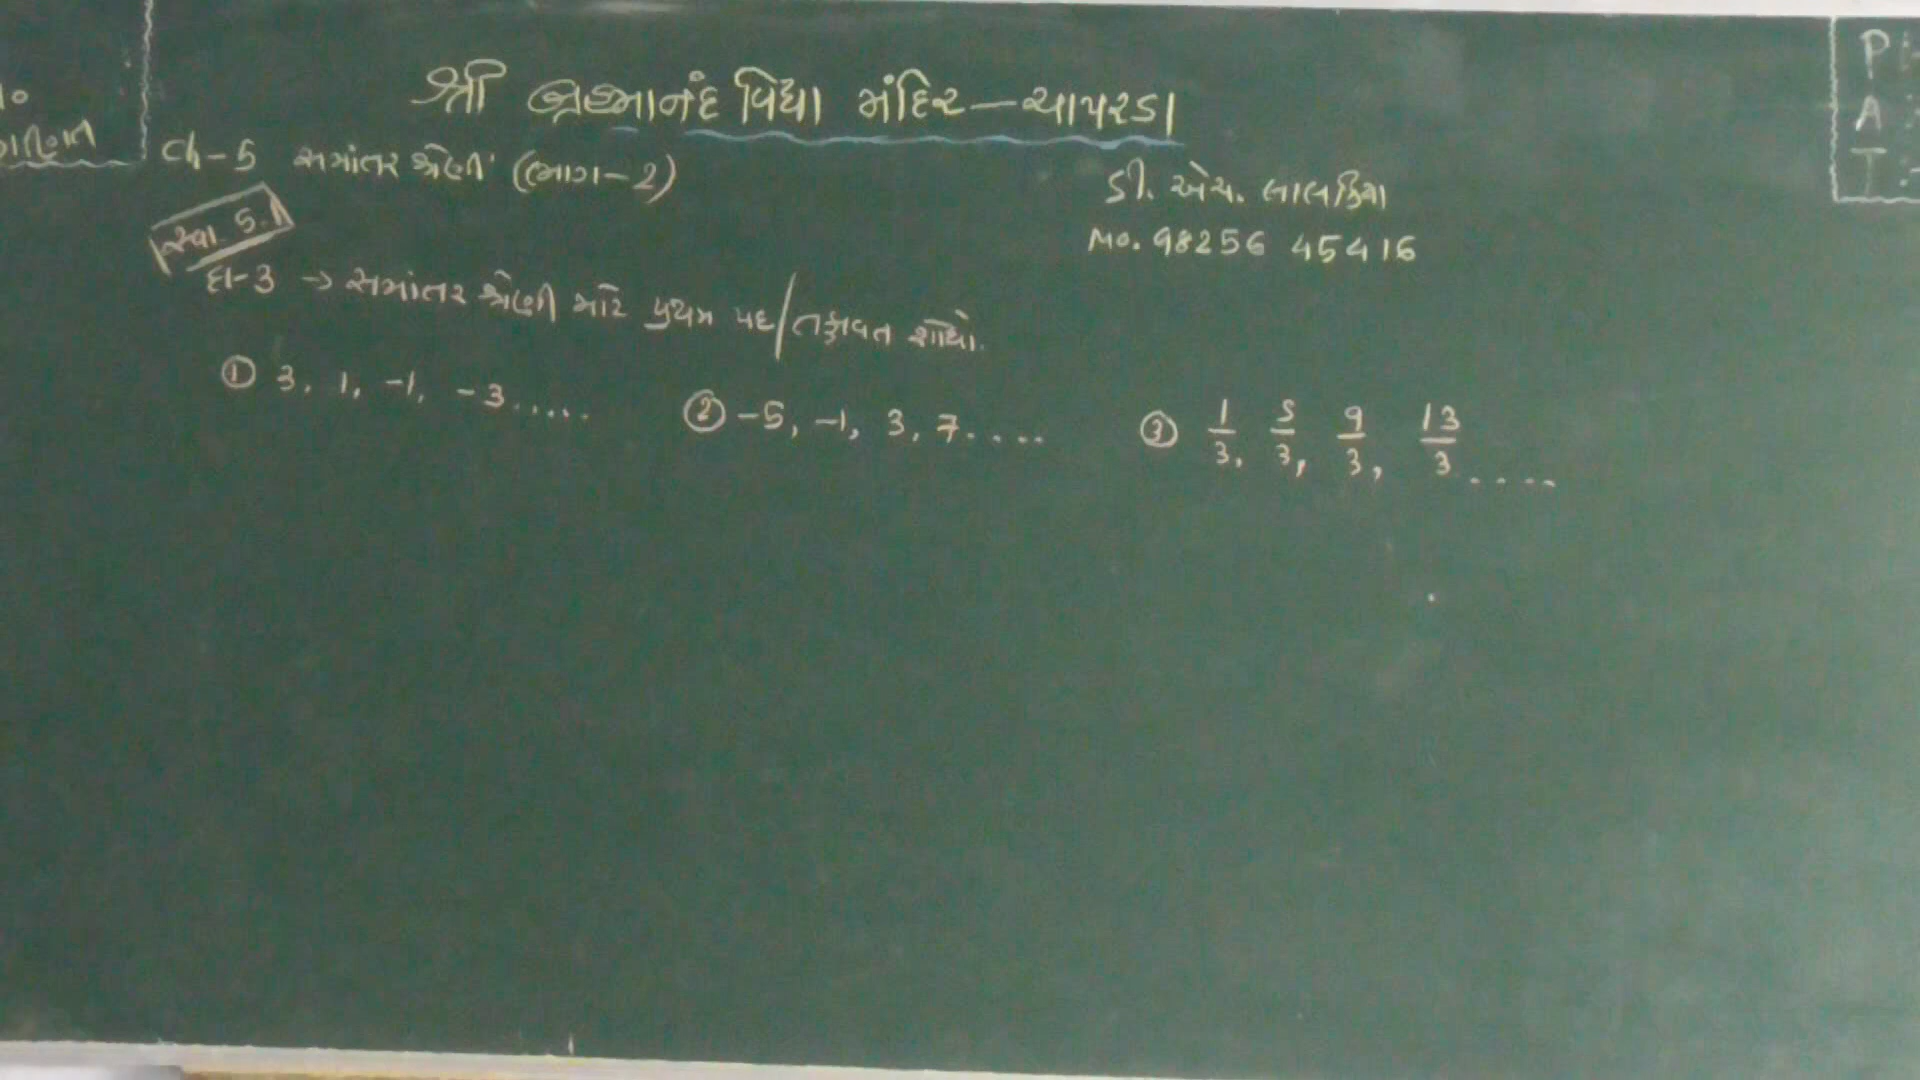 ૧૦
ગણિત
શ્રી બ્રહ્માનંદ વિદ્યા મંદિર – ચાપરડા
Ch-5 સમાંતર શ્રેણી (ભાગ-2)
ડી. એચ. લાલકિયા
Mo. 98256 45416
સ્વા. 5.1
દા-3 → સમાંતર શ્રેણી માટે પ્રથમ પદ/તફાવત શોધો.
① 3, 1, -1, -3..... ② -5, -1, 3, 7..... ③ 1/3, 5/3, 9/3, 13/3.....
P
A
T